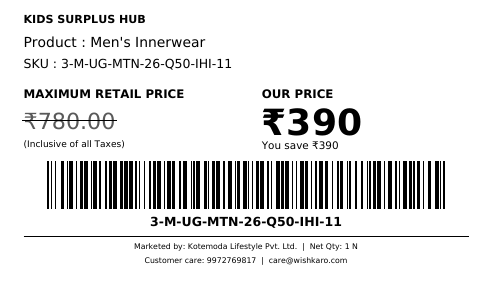 KIDS SURPLUS HUB
Product : Men's Innerwear
SKU : 3-M-UG-MTN-26-Q50-IHI-11
MAXIMUM RETAIL PRICE
₹780.00
(Inclusive of all Taxes)
OUR PRICE
₹390
You save ₹390
3-M-UG-MTN-26-Q50-IHI-11
Marketed by: Kotemoda Lifestyle Pvt. Ltd. | Net Qty: 1 N
Customer care: 9972769817 | care@wishkaro.com